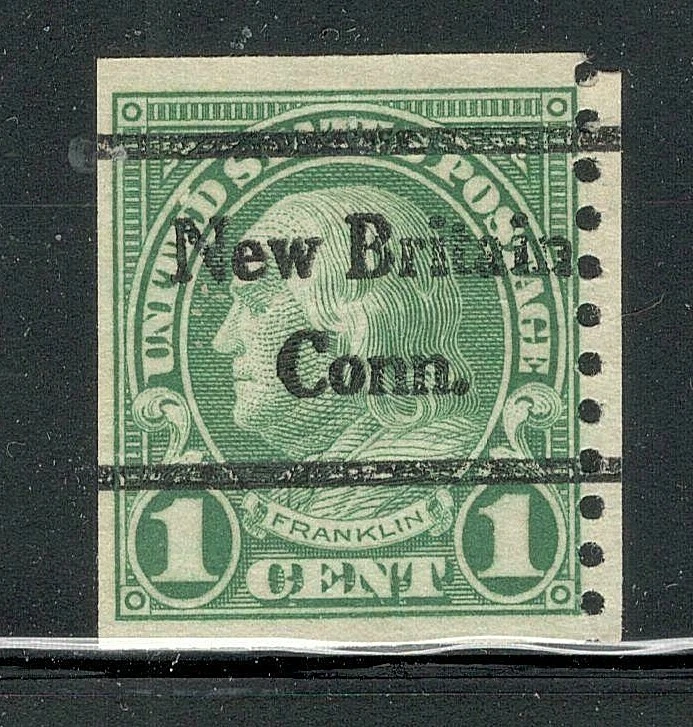 UNITED STATES POSTAGE
New Britain
Conn.
FRANKLIN
1 CENT 1